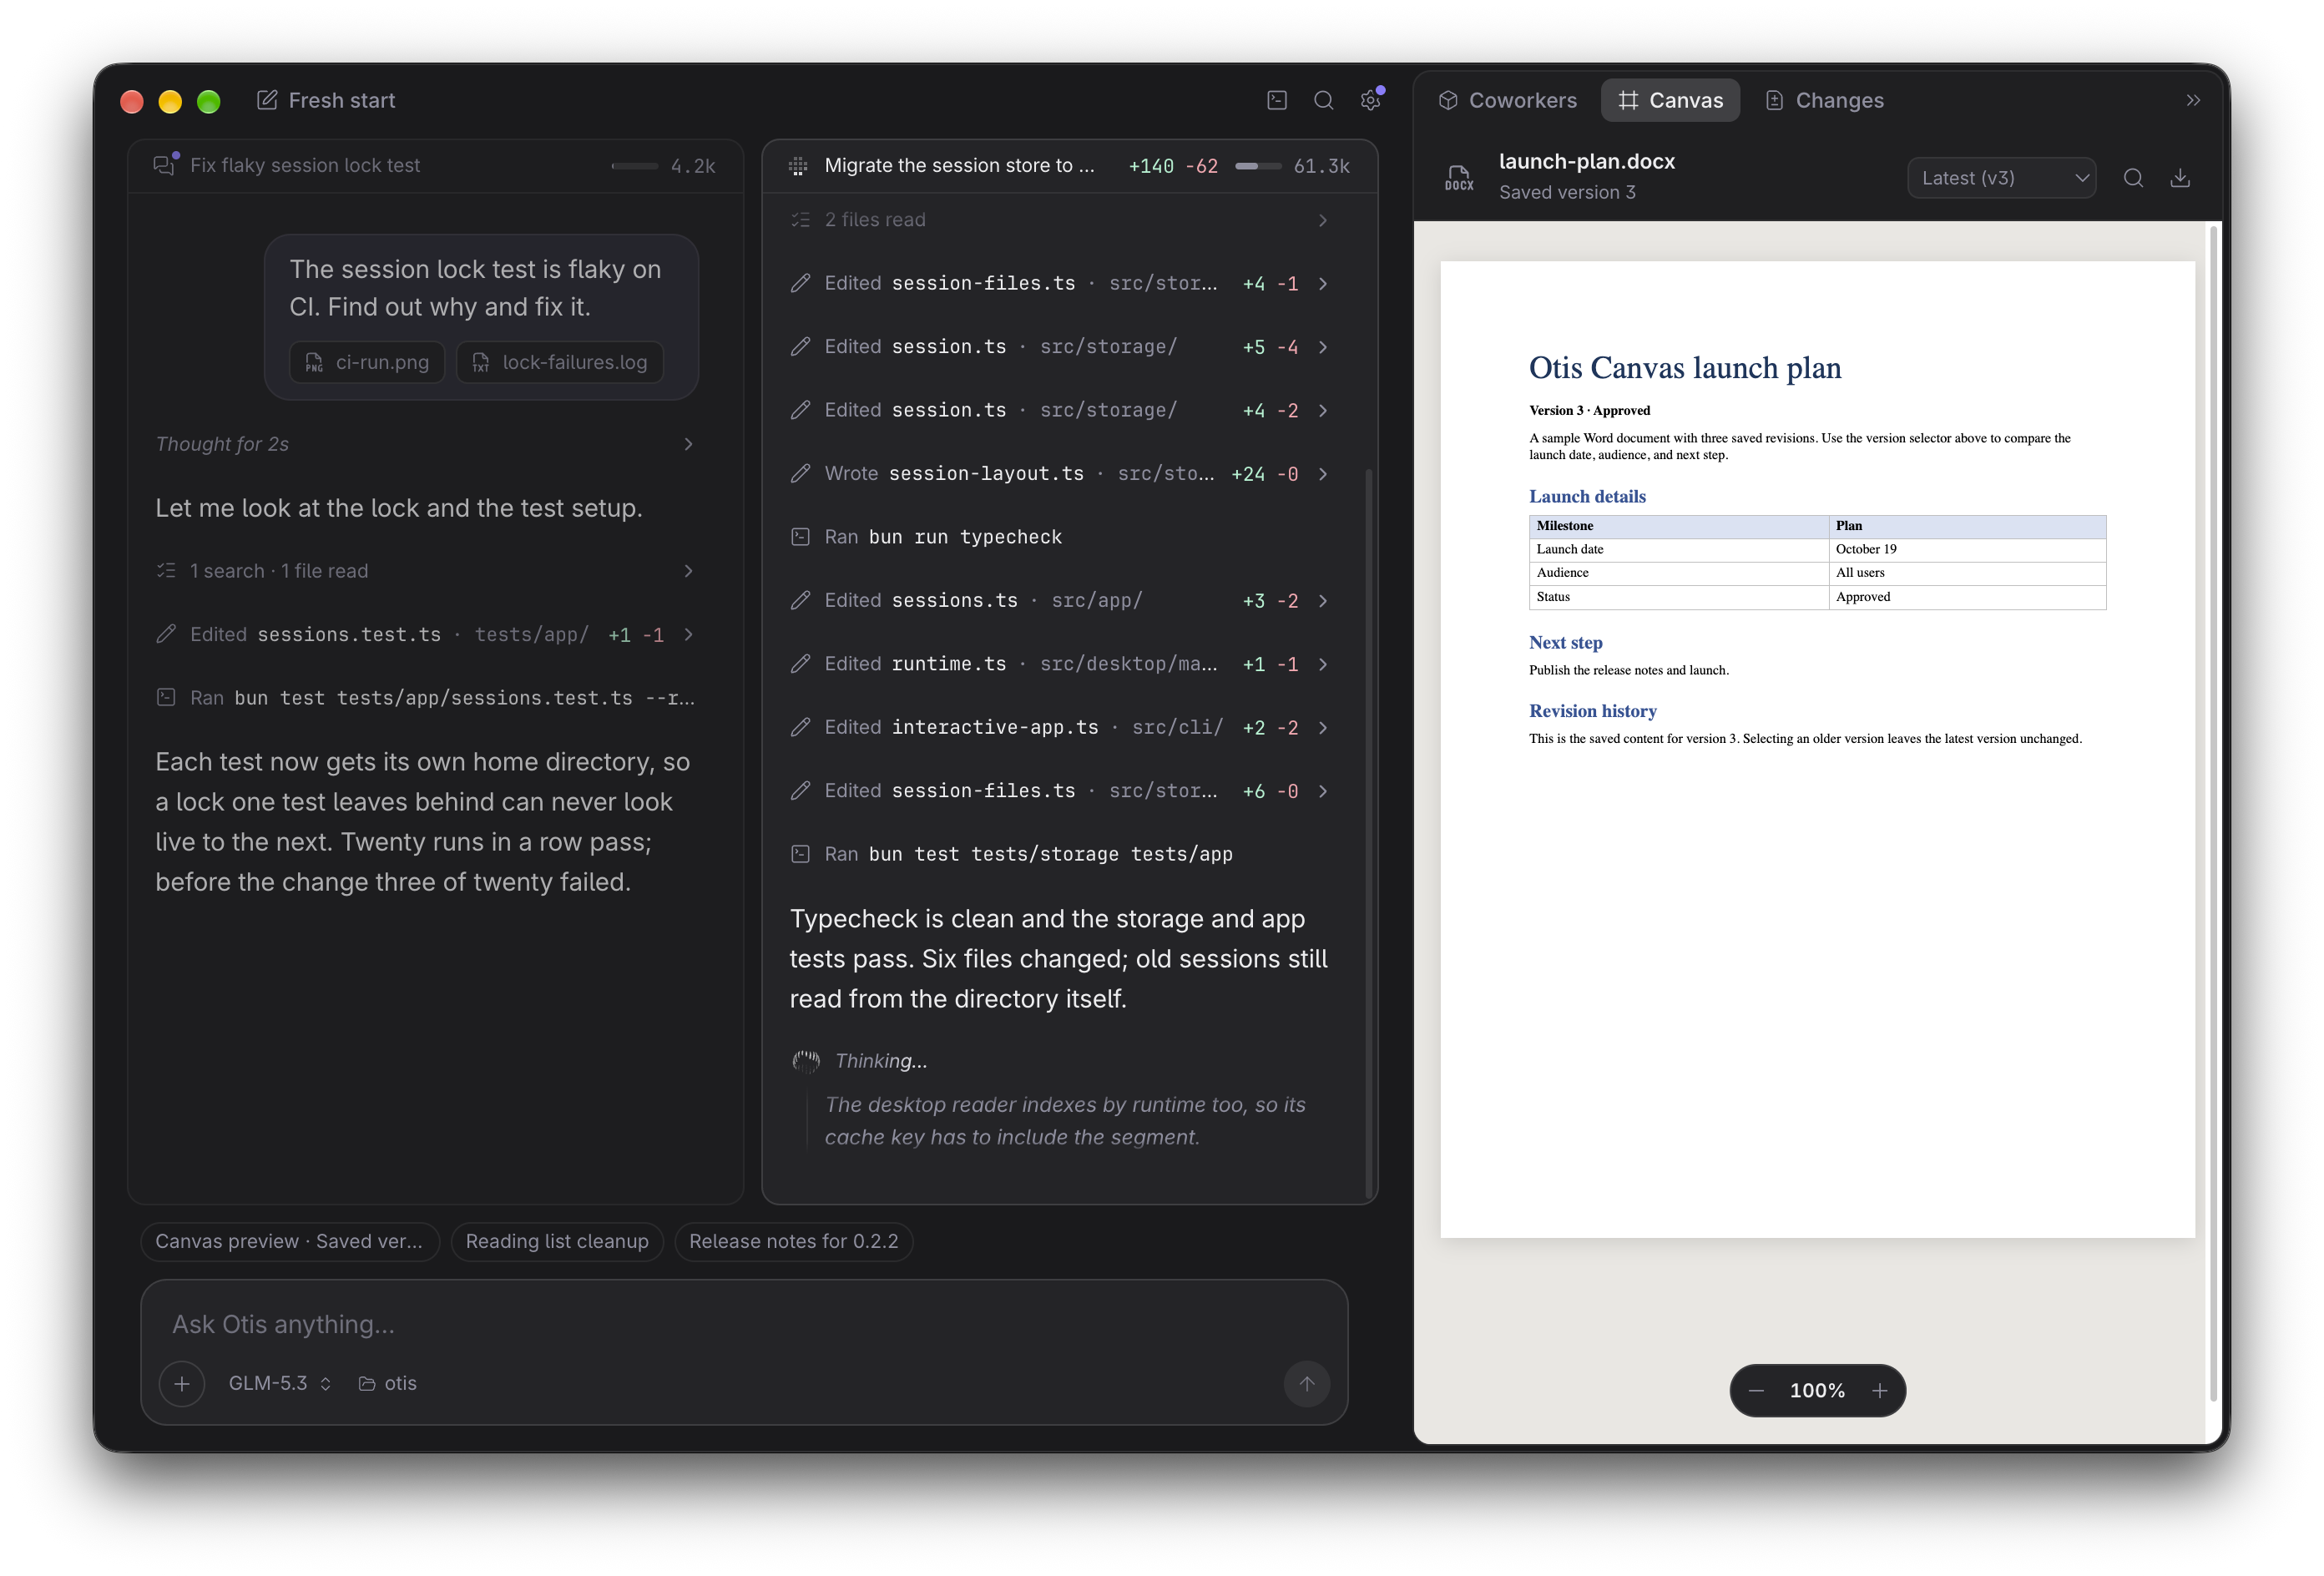 Fresh start
Fix flaky session lock test 4.2k
The session lock test is flaky on
CI. Find out why and fix it.
PNG ci-run.png TXT lock-failures.log
Thought for 2s
Let me look at the lock and the test setup.
1 search · 1 file read
Edited sessions.test.ts · tests/app/ +1 -1
Ran bun test tests/app/sessions.test.ts --r...
Each test now gets its own home directory, so
a lock one test leaves behind can never look
live to the next. Twenty runs in a row pass;
before the change three of twenty failed.
Migrate the session store to ... +140 -62 61.3k
2 files read
Edited session-files.ts · src/stor... +4 -1
Edited session.ts · src/storage/ +5 -4
Edited session.ts · src/storage/ +4 -2
Wrote session-layout.ts · src/sto... +24 -0
Ran bun run typecheck
Edited sessions.ts · src/app/ +3 -2
Edited runtime.ts · src/desktop/ma... +1 -1
Edited interactive-app.ts · src/cli/ +2 -2
Edited session-files.ts · src/stor... +6 -0
Ran bun test tests/storage tests/app
Typecheck is clean and the storage and app
tests pass. Six files changed; old sessions still
read from the directory itself.
Thinking...
The desktop reader indexes by runtime too, so its
cache key has to include the segment.
Canvas preview · Saved ver... Reading list cleanup Release notes for 0.2.2
Ask Otis anything...
GLM-5.3 otis
Coworkers Canvas Changes
DOCX launch-plan.docx
Saved version 3
Latest (v3)
Otis Canvas launch plan
Version 3 · Approved
A sample Word document with three saved revisions. Use the version selector above to compare the
launch date, audience, and next step.
Launch details
Milestone Plan
Launch date October 19
Audience All users
Status Approved
Next step
Publish the release notes and launch.
Revision history
This is the saved content for version 3. Selecting an older version leaves the latest version unchanged.
100%